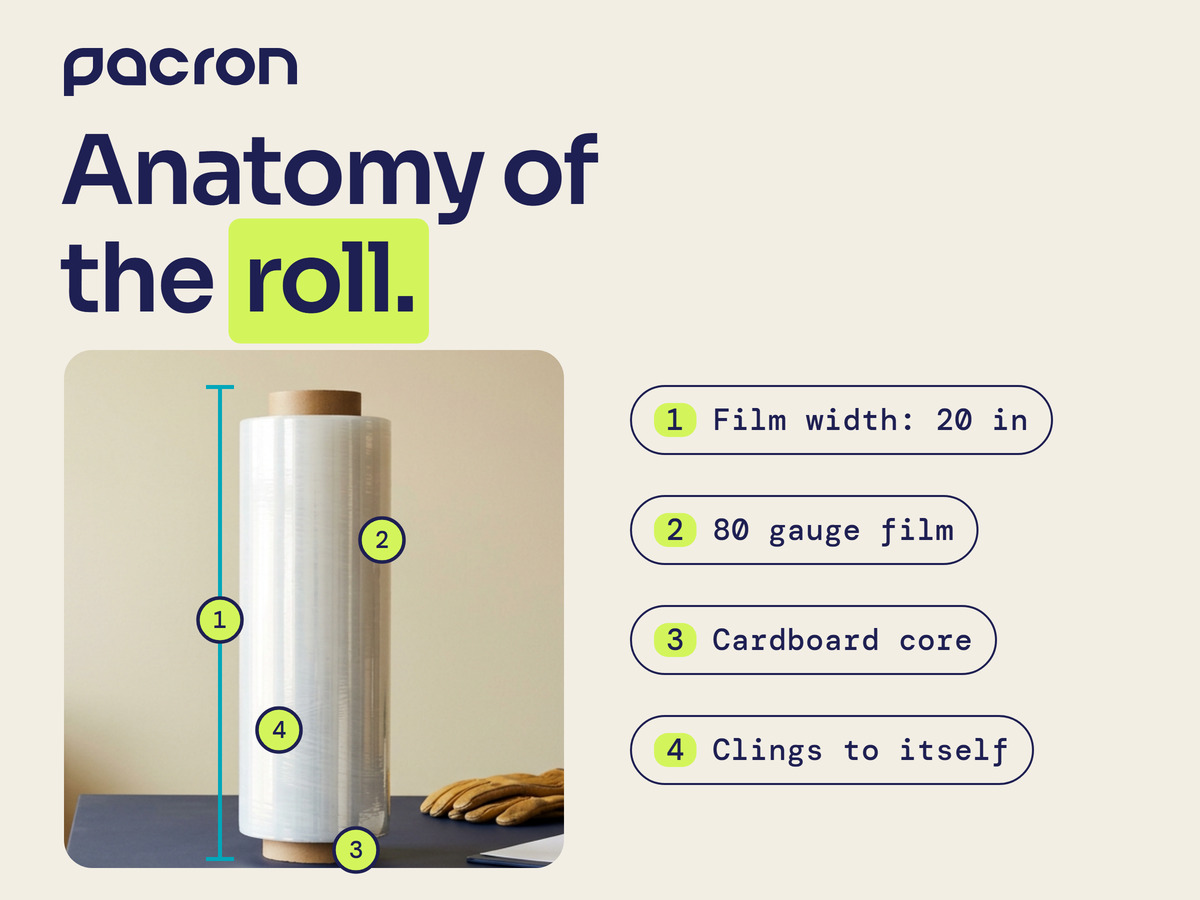 pacron
Anatomy of
the roll.
1
2
3
4
1 Film width: 20 in
2 80 gauge film
3 Cardboard core
4 Clings to itself